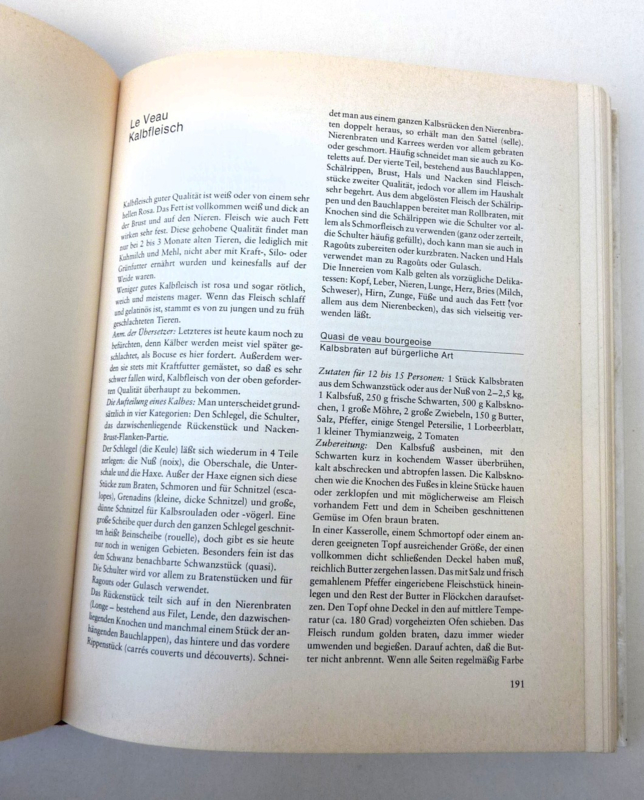 Le Veau
Kalbfleisch
Kalbfleisch guter Qualität ist weiß oder von einem sehr
hellen Rosa. Das Fett ist vollkommen weiß und dick an
der Brust und auf den Nieren. Fleisch wie auch Fett
wirken sehr fest. Diese gehobene Qualität findet man
nur bei 2 bis 3 Monate alten Tieren, die lediglich mit
Kuhmilch und Mehl, nicht aber mit Kraft-, Silo- oder
Grünfutter ernährt wurden und keinesfalls auf der
Weide waren.
Weniger gutes Kalbfleisch ist rosa und sogar rötlich,
weich und meistens mager. Wenn das Fleisch schlaff
und gelatinös ist, stammt es von zu jungen und zu früh
geschlachteten Tieren.
Anm. der Übersetzer: Letzteres ist heute kaum noch zu
befürchten, denn Kälber werden meist viel später ge-
schlachtet, als Bocuse es hier fordert. Außerdem wer-
den sie stets mit Kraftfutter gemästet, so daß es sehr
schwer fallen wird, Kalbfleisch von der oben geforder-
ten Qualität überhaupt zu bekommen.
Die Aufteilung eines Kalbes: Man unterscheidet grund-
sätzlich in vier Kategorien: Den Schlegel, die Schulter,
das dazwischenliegende Rückenstück und Nacken-
Brust-Flanken-Partie.
Der Schlegel (die Keule) läßt sich wiederum in 4 Teile
zerlegen: die Nuß (noix), die Oberschale, die Unter-
schale und die Haxe. Außer der Haxe eignen sich diese
Stücke zum Braten, Schmoren und für Schnitzel (esca-
lopes), Grenadins (kleine, dicke Schnitzel) und große,
dünne Schnitzel für Kalbsrouladen oder -vögerl. Eine
große Scheibe quer durch den ganzen Schlegel geschnit-
ten heißt Beinscheibe (rouelle), doch gibt es sie heute
nur noch in wenigen Gebieten. Besonders fein ist das
dem Schwanz benachbarte Schwanzstück (quasi).
Die Schulter wird vor allem zu Bratenstücken und für
Ragouts oder Gulasch verwendet.
Das Rückenstück teilt sich auf in den Nierenbraten
(Longe – bestehend aus Filet, Lende, den dazwischen-
liegenden Knochen und manchmal einem Stück der an-
hängenden Bauchlappen), das hintere und das vordere
Rippenstück (carrés couverts und découverts). Schnei-
det man aus einem ganzen Kalbsrücken den Nierenbra-
ten doppelt heraus, so erhält man den Sattel (selle).
Nierenbraten und Karrees werden vor allem gebraten
oder geschmort. Häufig schneidet man sie auch zu Ko-
teletts auf. Der vierte Teil, bestehend aus Bauchlappen,
Schälrippen, Brust, Hals und Nacken sind Fleisch-
stücke zweiter Qualität, jedoch vor allem im Haushalt
sehr begehrt. Aus dem abgelösten Fleisch der Schälrip-
pen und den Bauchlappen bereitet man Rollbraten, mit
Knochen sind die Schälrippen wie die Schulter vor al-
lem als Schmorfleisch zu verwenden (ganz oder zerteilt,
die Schulter häufig gefüllt), doch kann man sie auch in
Ragoûts zubereiten oder kurzbraten. Nacken und Hals
verwendet man zu Ragoûts oder Gulasch.
Die Innereien vom Kalb gelten als vorzügliche Delika-
tessen: Kopf, Leber, Nieren, Lunge, Herz, Bries (Milch,
Schweser), Hirn, Zunge, Füße und auch das Fett (vor
allem aus dem Nierenbecken), das sich vielseitig ver-
wenden läßt.
Quasi de veau bourgeoise
Kalbsbraten auf bürgerliche Art
Zutaten für 12 bis 15 Personen: 1 Stück Kalbsbraten
aus dem Schwanzstück oder aus der Nuß von 2–2,5 kg,
1 Kalbsfuß, 250 g frische Schwarten, 500 g Kalbskno-
chen, 1 große Möhre, 2 große Zwiebeln, 150 g Butter,
Salz, Pfeffer, einige Stengel Petersilie, 1 Lorbeerblatt,
1 kleiner Thymianzweig, 2 Tomaten
Zubereitung: Den Kalbsfuß ausbeinen, mit den
Schwarten kurz in kochendem Wasser überbrühen,
kalt abschrecken und abtropfen lassen. Die Kalbskno-
chen wie die Knochen des Fußes in kleine Stücke hauen
oder zerklopfen und mit möglicherweise am Fleisch
vorhandem Fett und dem in Scheiben geschnittenen
Gemüse im Ofen braun braten.
In einer Kasserolle, einem Schmortopf oder einem an-
deren geeigneten Topf ausreichender Größe, der einen
vollkommen dicht schließenden Deckel haben muß,
reichlich Butter zergehen lassen. Das mit Salz und frisch
gemahlenem Pfeffer eingeriebene Fleischstück hinein-
legen und den Rest der Butter in Flöckchen daraufset-
zen. Den Topf ohne Deckel in den auf mittlere Tempe-
ratur (ca. 180 Grad) vorgeheizten Ofen schieben. Das
Fleisch rundum golden braten, dazu immer wieder
umwenden und begießen. Darauf achten, daß die But-
ter nicht anbrennt. Wenn alle Seiten regelmäßig Farbe
191